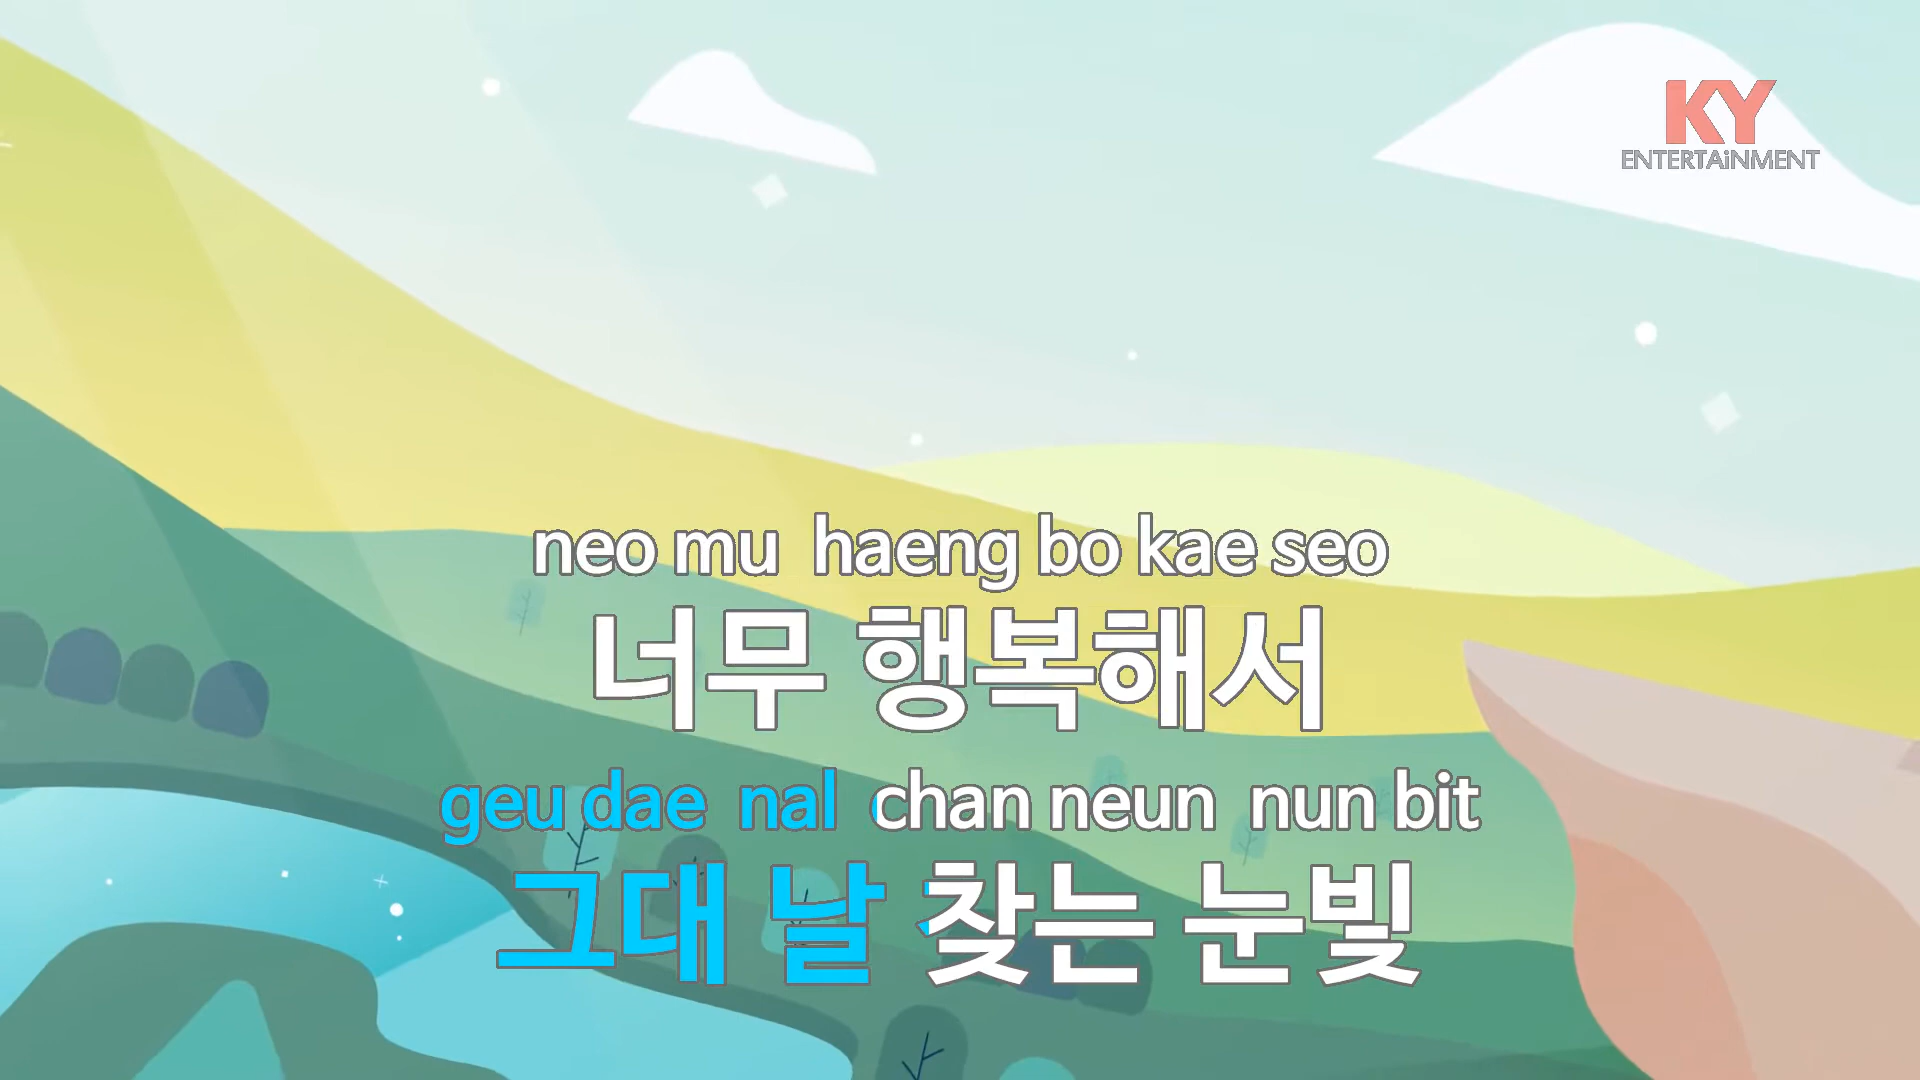 KY
ENTERTAiNMENT
neo mu haeng bo kae seo
너무 행복해서
geu dae nal chan neun nun bit
그대 날 찾는 눈빛